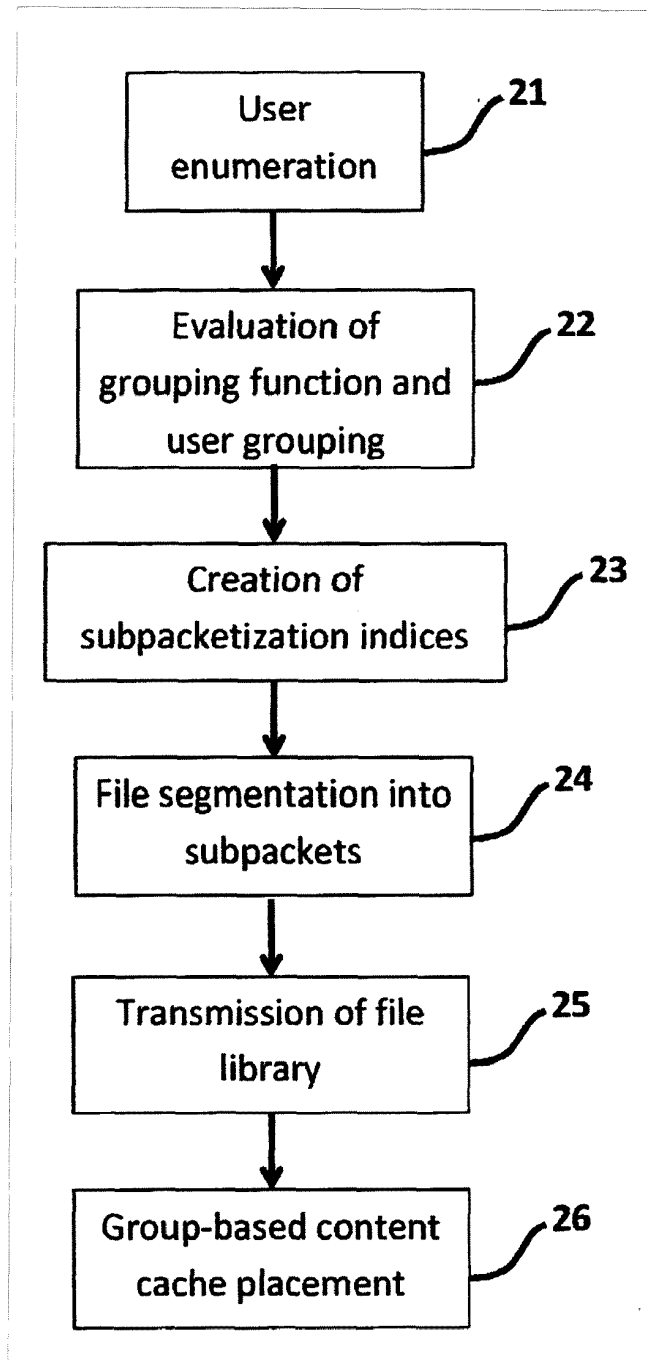 User
enumeration
21
Evaluation of
grouping function and
user grouping
22
Creation of
subpacketization indices
23
File segmentation into
subpackets
24
Transmission of file
library
25
Group-based content
cache placement
26